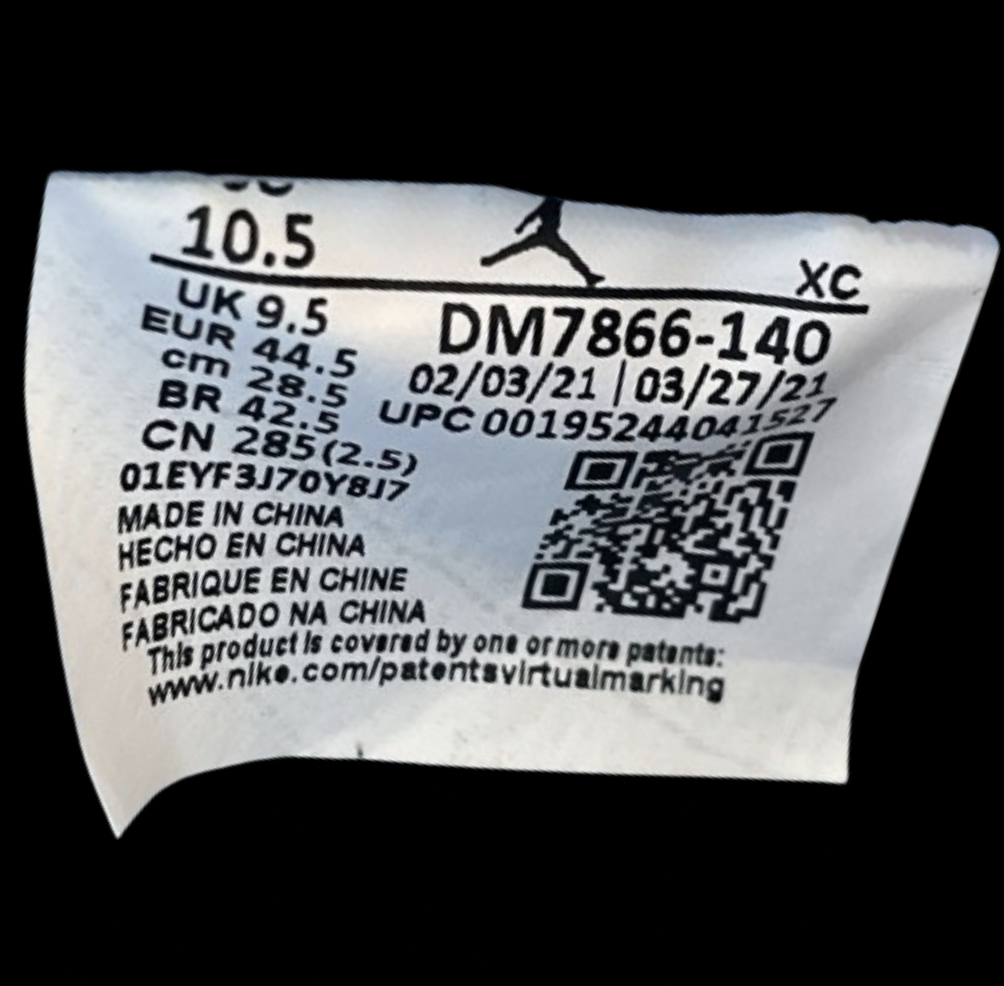 10.5
XC
UK 9.5
EUR 44.5
cm 28.5
BR 42.5
CN 285(2.5)
DM7866-140
02/03/21 | 03/27/21
UPC 00195244041527
01EYF3J70Y8J7
MADE IN CHINA
HECHO EN CHINA
FABRIQUE EN CHINE
FABRICADO NA CHINA
This product is covered by one or more patents:
www.nike.com/patentsvirtualmarking